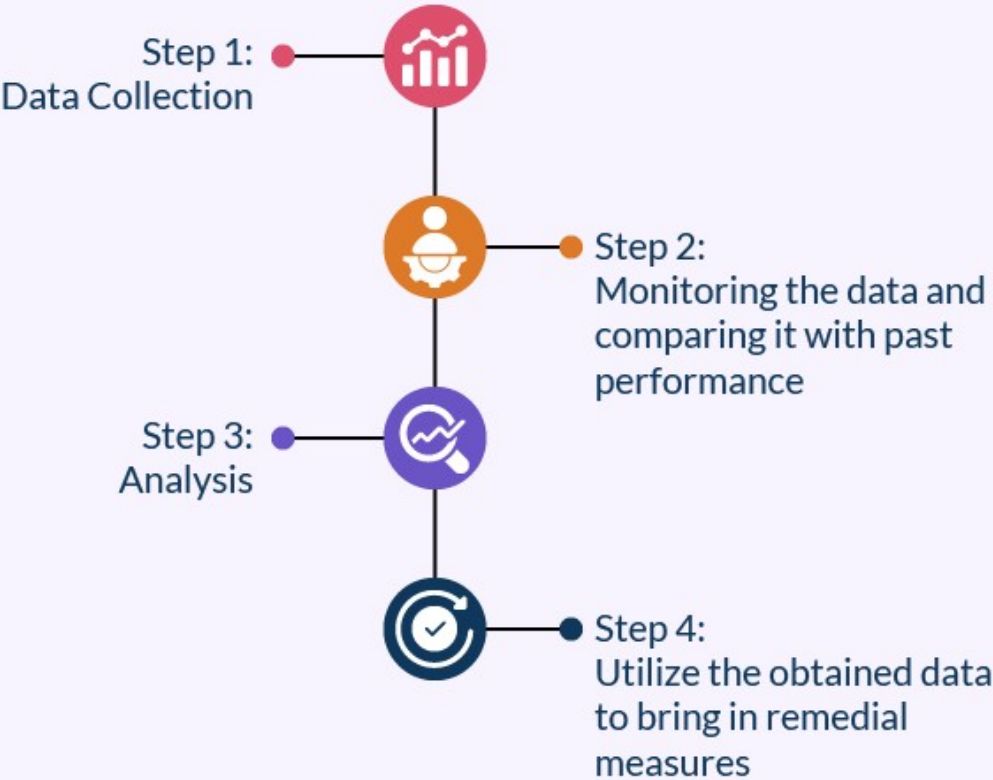 Step 1:
Data Collection
Step 2:
Monitoring the data and
comparing it with past
performance
Step 3:
Analysis
Step 4:
Utilize the obtained data
to bring in remedial
measures